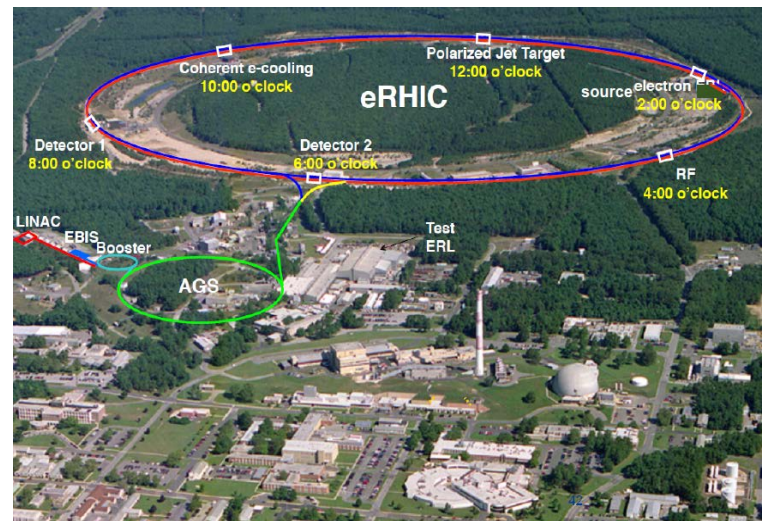 Polarized Jet Target
12:00 o'clock
Coherent e-cooling
10:00 o'clock
eRHIC
source electron
2:00 o'clock
Detector 1
8:00 o'clock
Detector 2
6:00 o'clock
RF
4:00 o'clock
LINAC
EBIS
Booster
Test
ERL
AGS
42